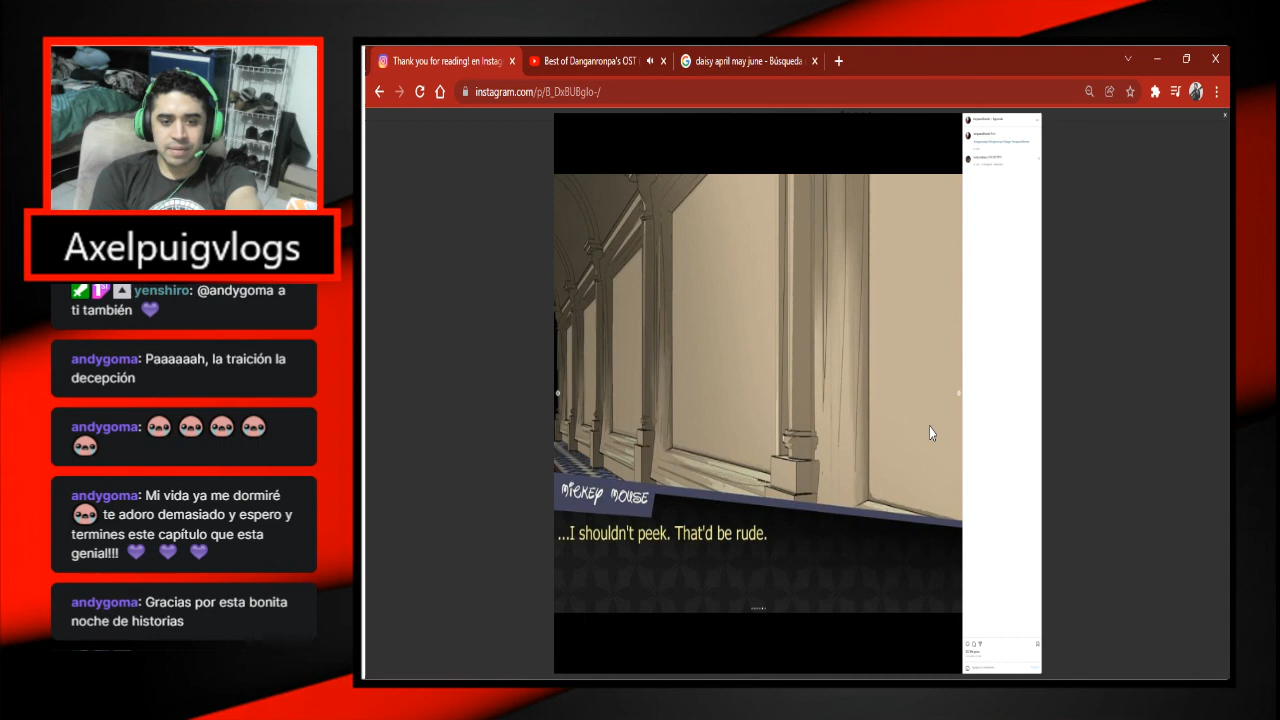 Axelpuigvlogs
yenshiro: @andygoma a
ti también
andygoma: Paaaaaah, la traición la
decepción
andygoma:
andygoma: Mi vida ya me dormiré
te adoro demasiado y espero y
termines este capítulo que esta
genial!!!
andygoma: Gracias por esta bonita
noche de historias
Thank you for reading! en Instag
Best of Danganronpa's OST
daisy april may june - Búsqueda
instagram.com/p/B_DxBUBglo-/
MICKEY MOUSE
...I shouldn't peek. That'd be rude.